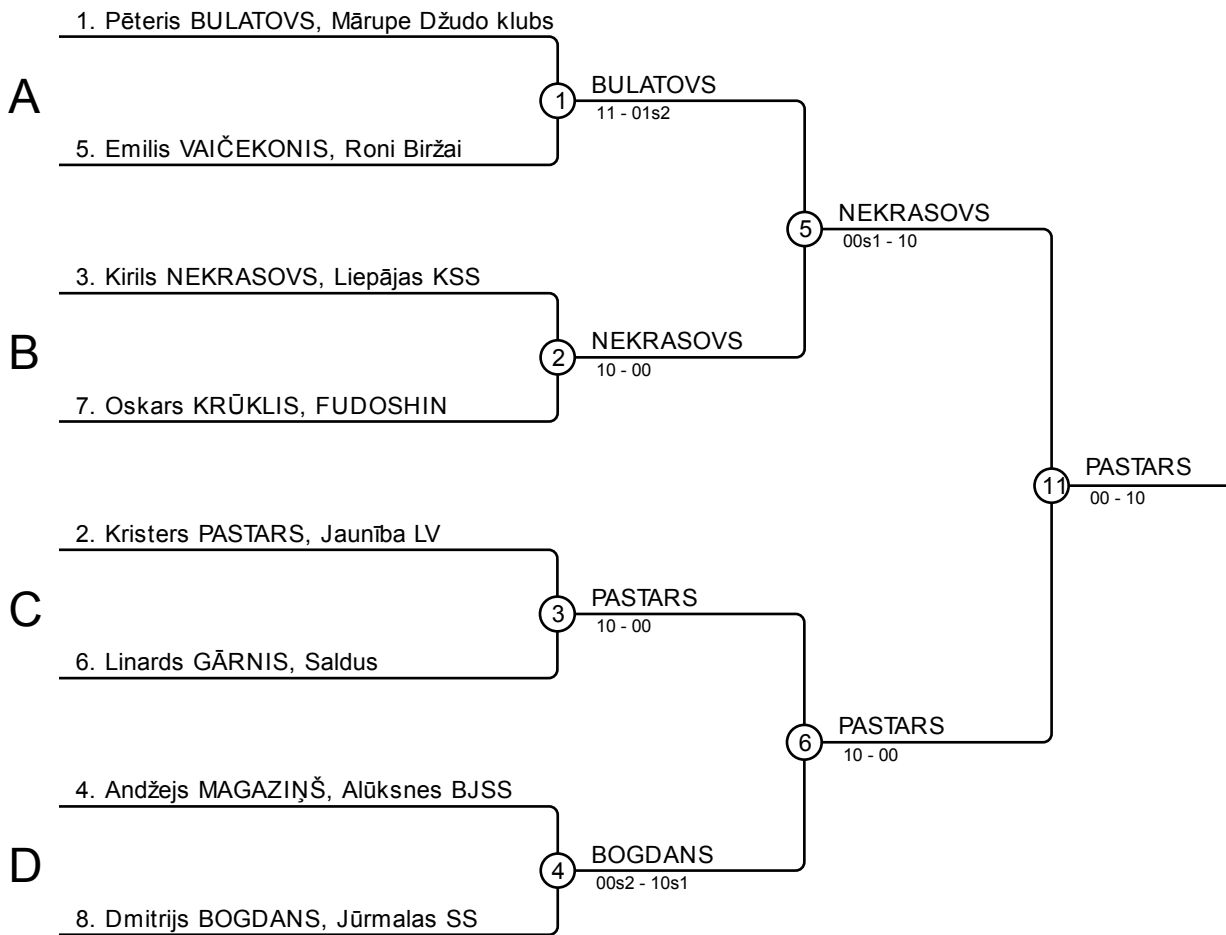 1. Pēteris BULATOVS, Mārupe Džudo klubs
A
1
BULATOVS
11 - 01s2
5. Emilis VAIČEKONIS, Roni Biržai
5
NEKRASOVS
00s1 - 10
3. Kirils NEKRASOVS, Liepājas KSS
B
2
NEKRASOVS
10 - 00
7. Oskars KRŪKLIS, FUDOSHIN
11
PASTARS
00 - 10
2. Kristers PASTARS, Jaunība LV
C
3
PASTARS
10 - 00
6. Linards GĀRNIS, Saldus
6
PASTARS
10 - 00
4. Andžejs MAGAZIŅŠ, Alūksnes BJSS
D
4
BOGDANS
00s2 - 10s1
8. Dmitrijs BOGDANS, Jūrmalas SS